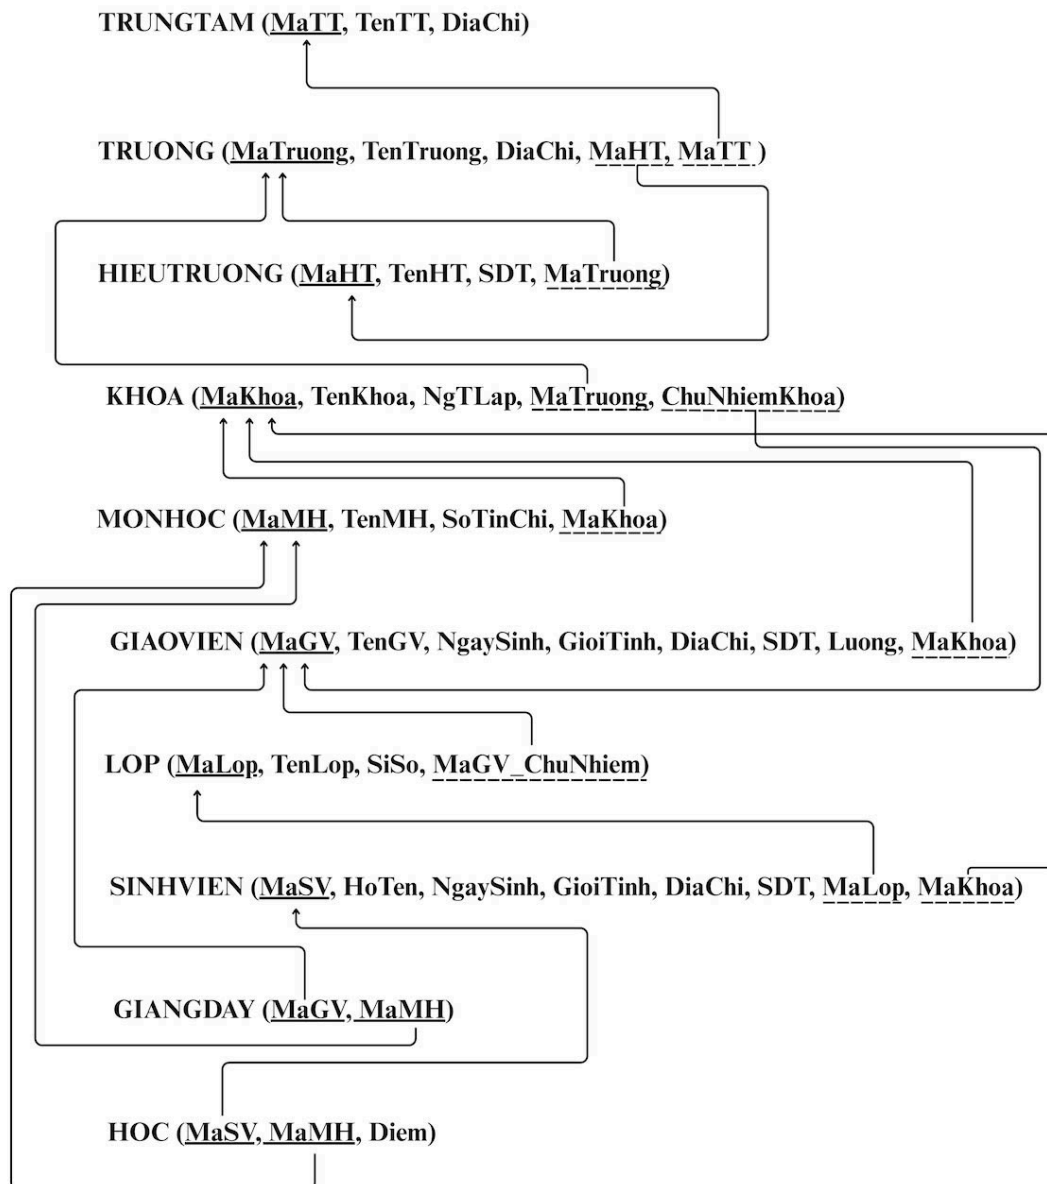 TRUNGTAM (MaTT, TenTT, DiaChi)
TRUONG (MaTruong, TenTruong, DiaChi, MaHT, MaTT )
HIEUTRUONG (MaHT, TenHT, SDT, MaTruong)
KHOA (MaKhoa, TenKhoa, NgTLap, MaTruong, ChuNhiemKhoa)
MONHOC (MaMH, TenMH, SoTinChi, MaKhoa)
GIAOVIEN (MaGV, TenGV, NgaySinh, GioiTinh, DiaChi, SDT, Luong, MaKhoa)
LOP (MaLop, TenLop, SiSo, MaGV_ChuNhiem)
SINHVIEN (MaSV, HoTen, NgaySinh, GioiTinh, DiaChi, SDT, MaLop, MaKhoa)
GIANGDAY (MaGV, MaMH)
HOC (MaSV, MaMH, Diem)